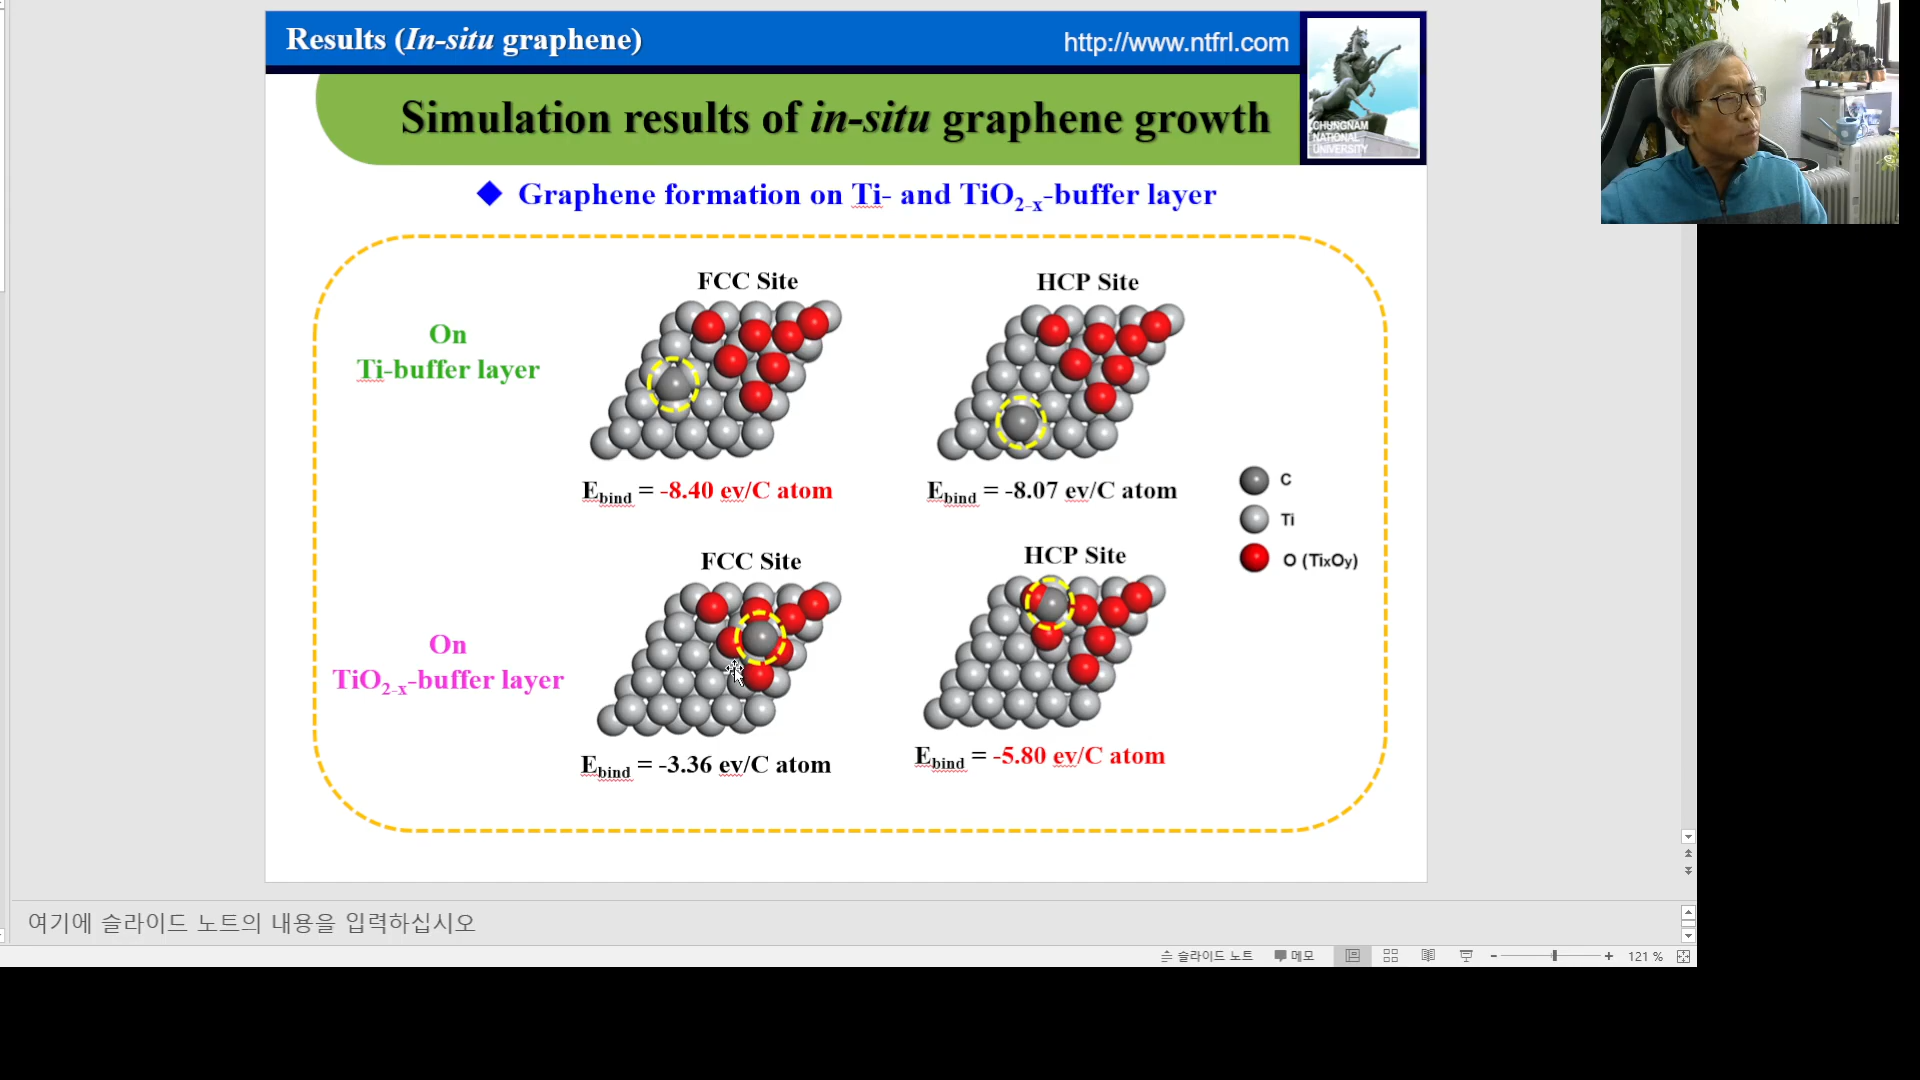 Results (In-situ graphene)
http://www.ntfrl.com
CHUNGNAM
NATIONAL
UNIVERSITY
Simulation results of in-situ graphene growth
◆ Graphene formation on Ti- and TiO2-x-buffer layer
FCC Site
HCP Site
On
Ti-buffer layer
Ebind = -8.40 ev/C atom
Ebind = -8.07 ev/C atom
C
Ti
O (TixOy)
FCC Site
HCP Site
On
TiO2-x-buffer layer
Ebind = -3.36 ev/C atom
Ebind = -5.80 ev/C atom
여기에 슬라이드 노트의 내용을 입력하십시오
슬라이드 노트
메모
121 %